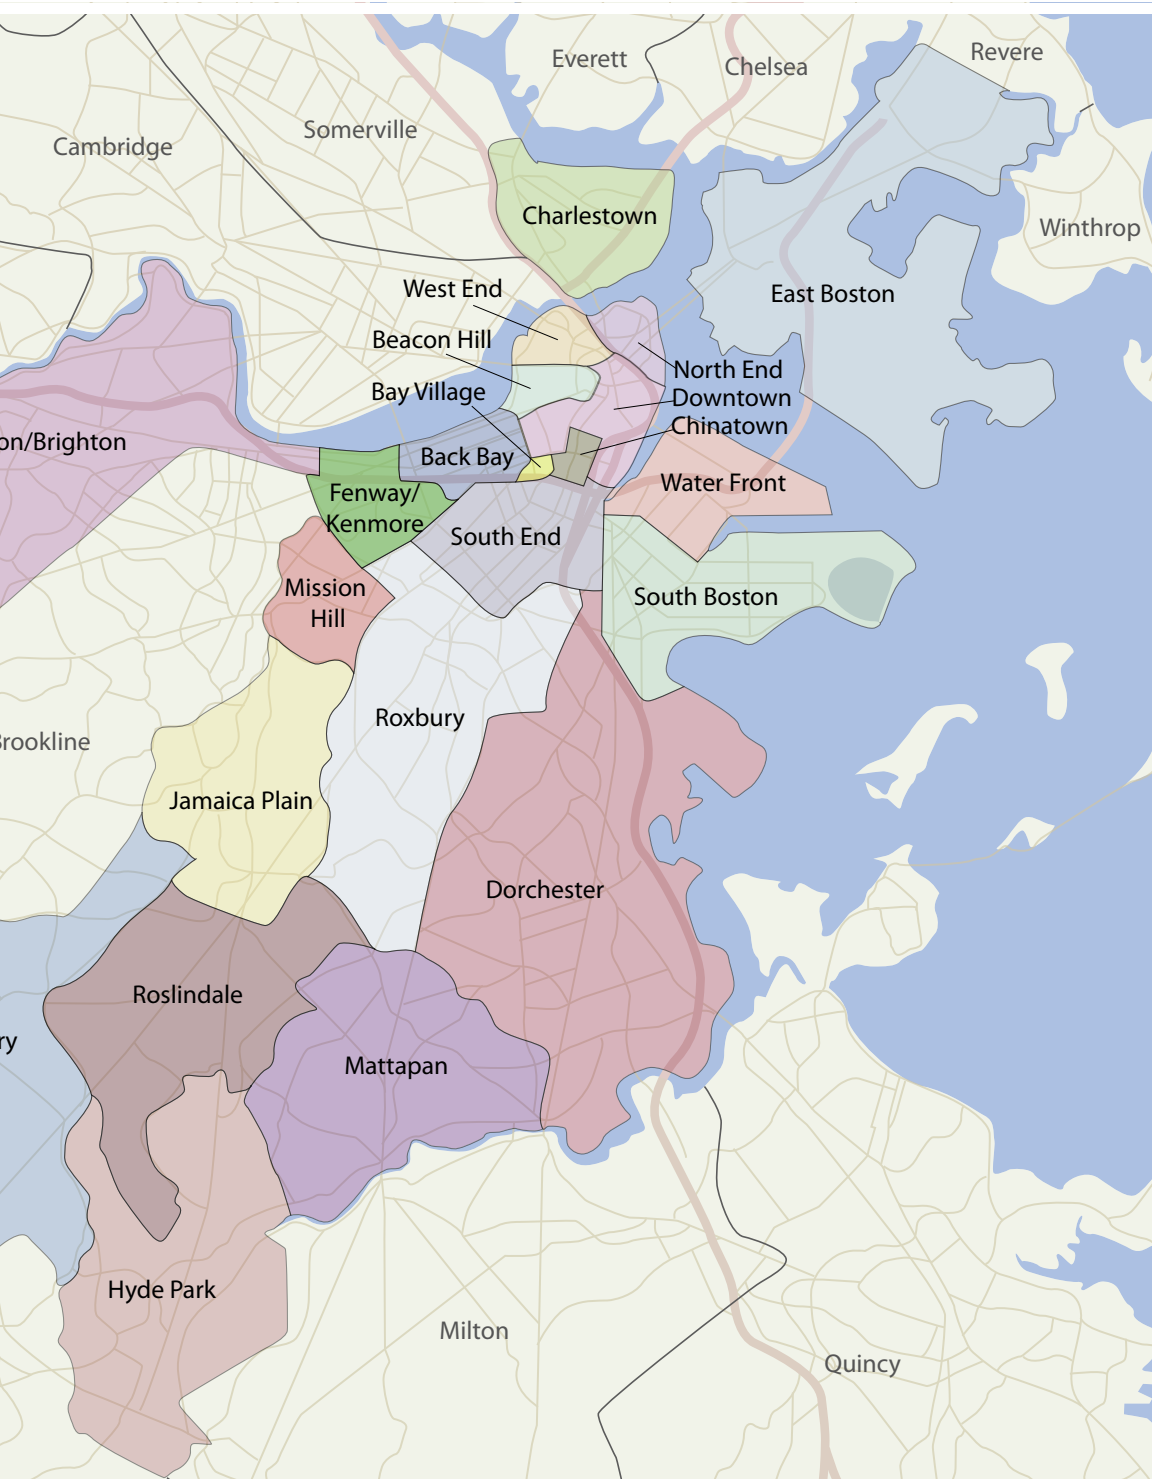 Revere
Everett
Chelsea
Somerville
Cambridge
Charlestown
Winthrop
West End
East Boston
Beacon Hill
North End
Bay Village
Downtown
Chinatown
on/Brighton
Back Bay
Water Front
Fenway/
Kenmore
South End
Mission
Hill
South Boston
Roxbury
Brookline
Jamaica Plain
Dorchester
Roslindale
ry
Mattapan
Hyde Park
Milton
Quincy